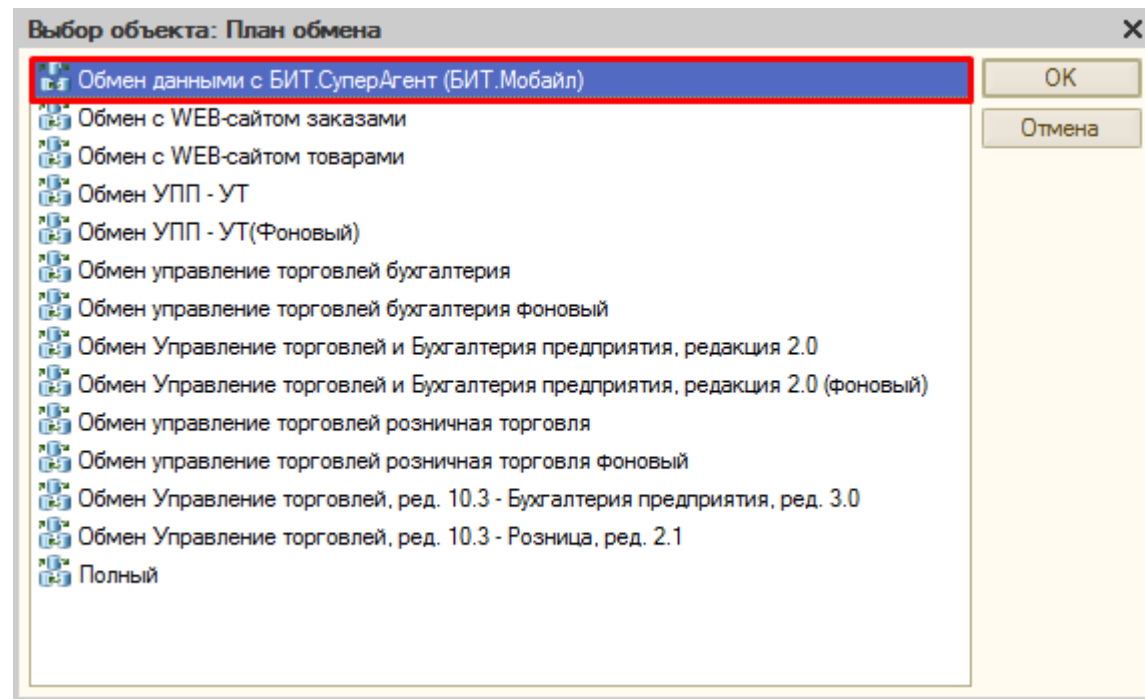 Выбор объекта: План обмена
Обмен данными с БИТ.СуперАгент (БИТ.Мобайл)
OK
Обмен с WEB-сайтом заказами
Отмена
Обмен с WEB-сайтом товарами
Обмен УПП - УТ
Обмен УПП - УТ(Фоновый)
Обмен управление торговлей бухгалтерия
Обмен управление торговлей бухгалтерия фоновый
Обмен Управление торговлей и Бухгалтерия предприятия, редакция 2.0
Обмен Управление торговлей и Бухгалтерия предприятия, редакция 2.0 (фоновый)
Обмен управление торговлей розничная торговля
Обмен управление торговлей розничная торговля фоновый
Обмен Управление торговлей, ред. 10.3 - Бухгалтерия предприятия, ред. 3.0
Обмен Управление торговлей, ред. 10.3 - Розница, ред. 2.1
Полный